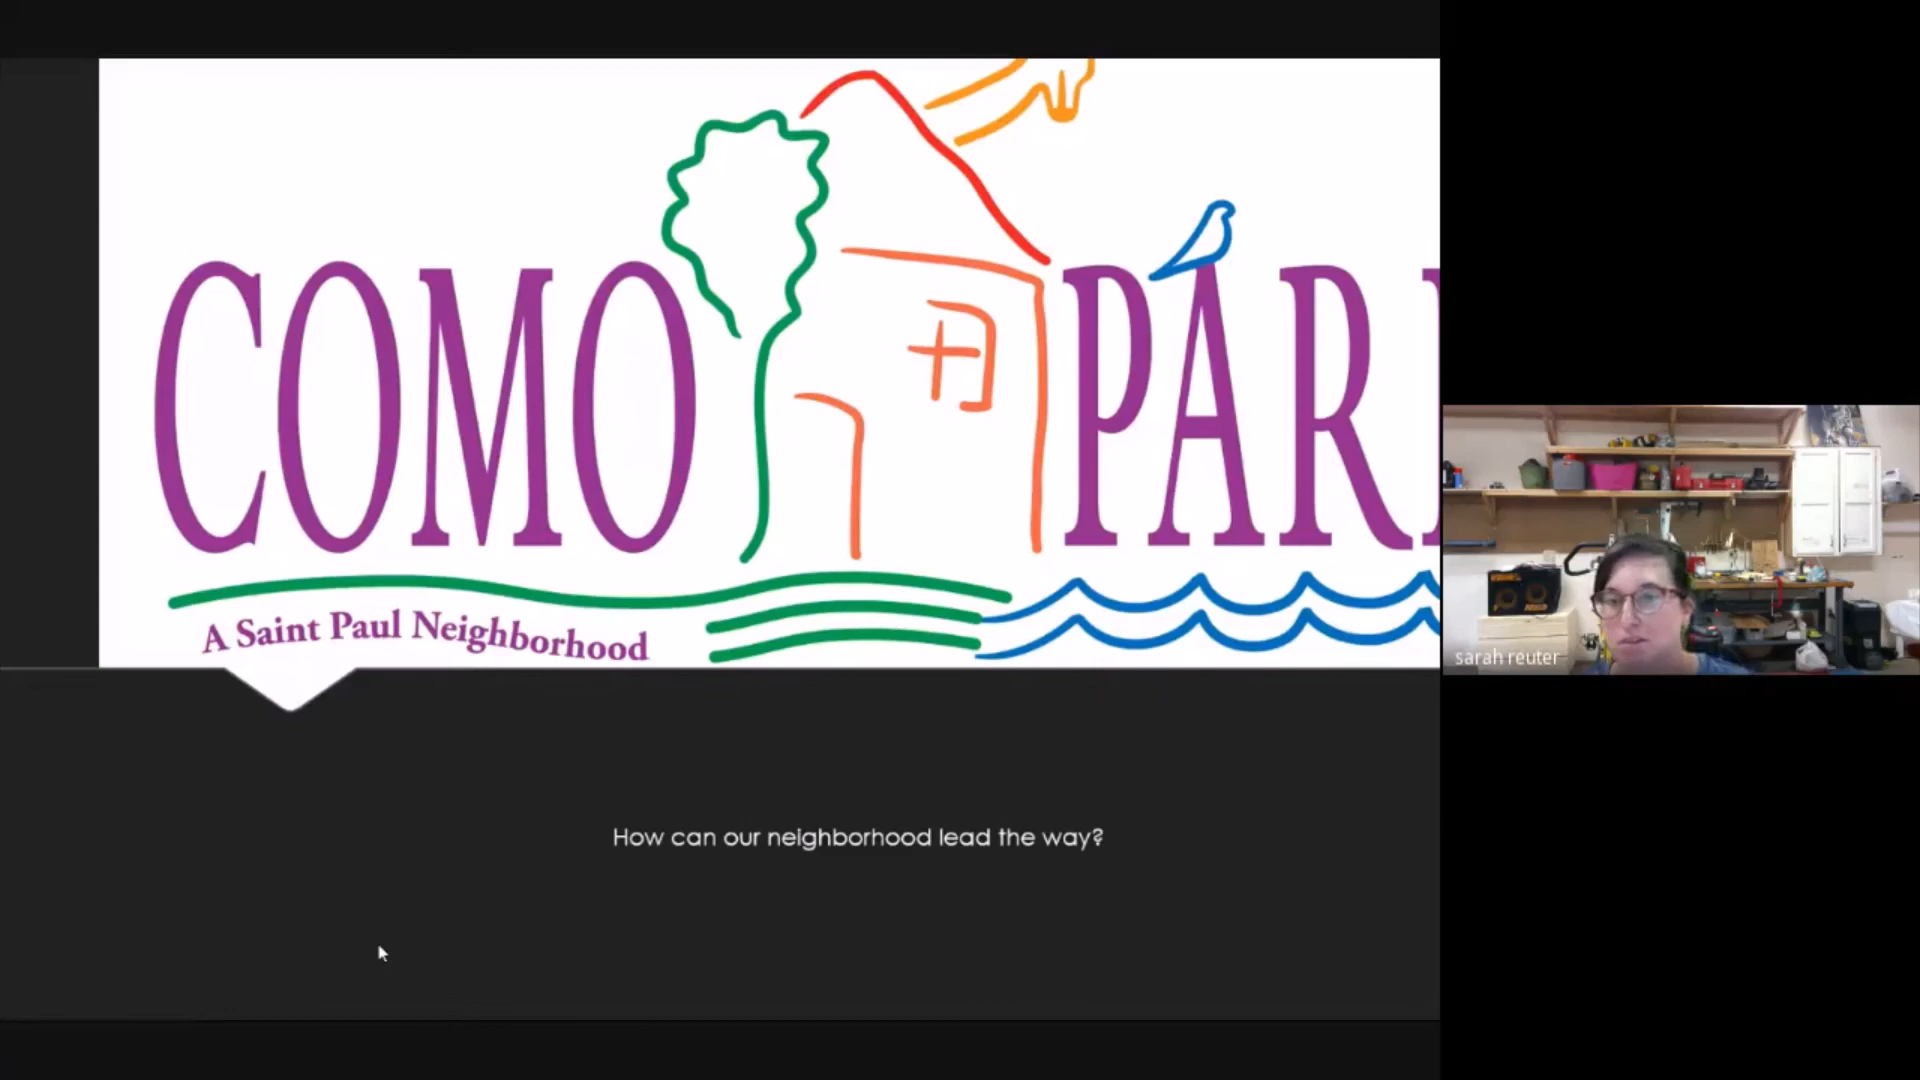 COMO PAR
A Saint Paul Neighborhood
How can our neighborhood lead the way?
sarah reuter